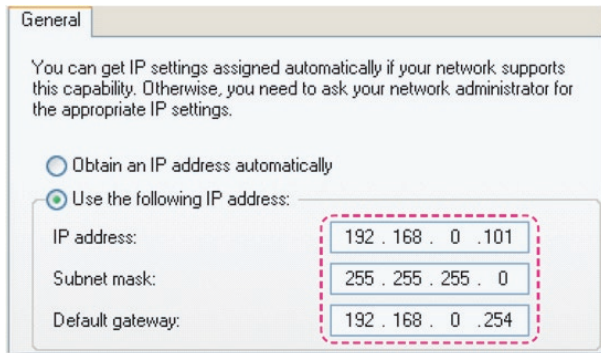 General
You can get IP settings assigned automatically if your network supports
this capability. Otherwise, you need to ask your network administrator for
the appropriate IP settings.
Obtain an IP address automatically
Use the following IP address:
IP address: 192 . 168 . 0 .101
Subnet mask: 255 . 255 . 255 . 0
Default gateway: 192 . 168 . 0 .254